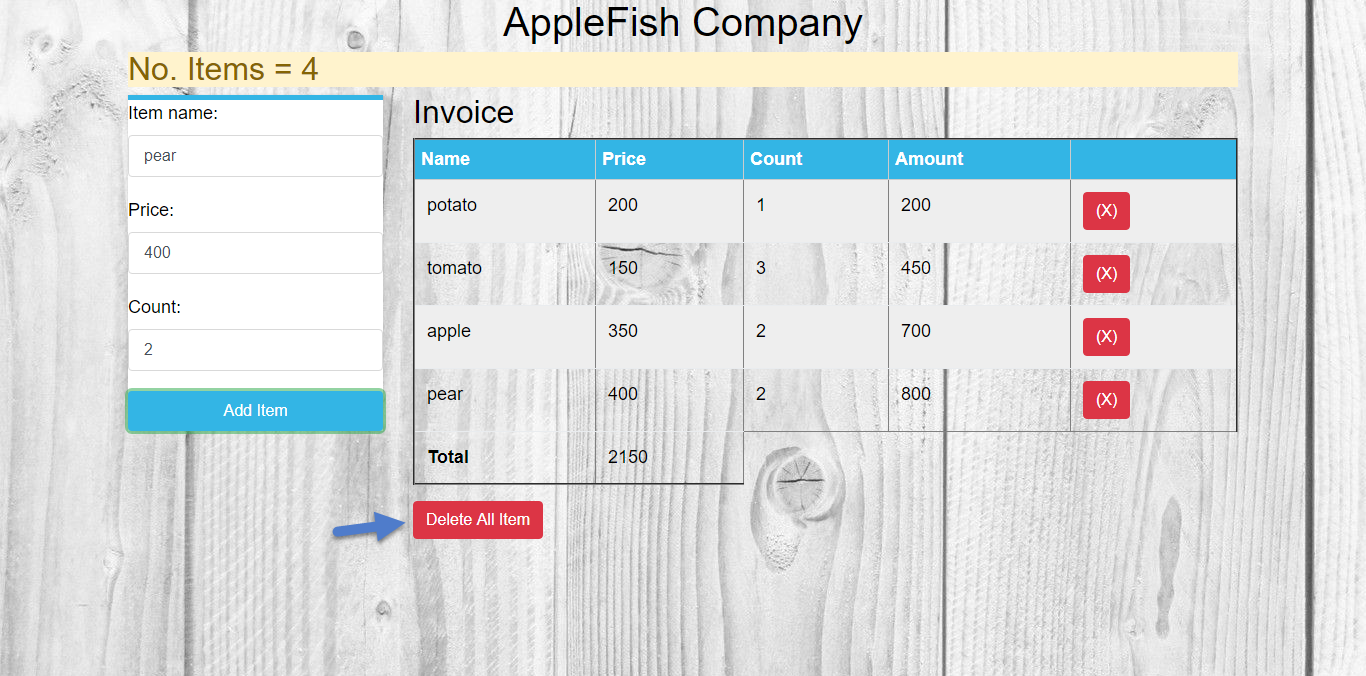 AppleFish Company
No. Items = 4
Item name:
pear
Price:
400
Count:
2
Add Item
Invoice
Name Price Count Amount
potato 200 1 200 (X)
tomato 150 3 450 (X)
apple 350 2 700 (X)
pear 400 2 800 (X)
Total 2150
Delete All Item